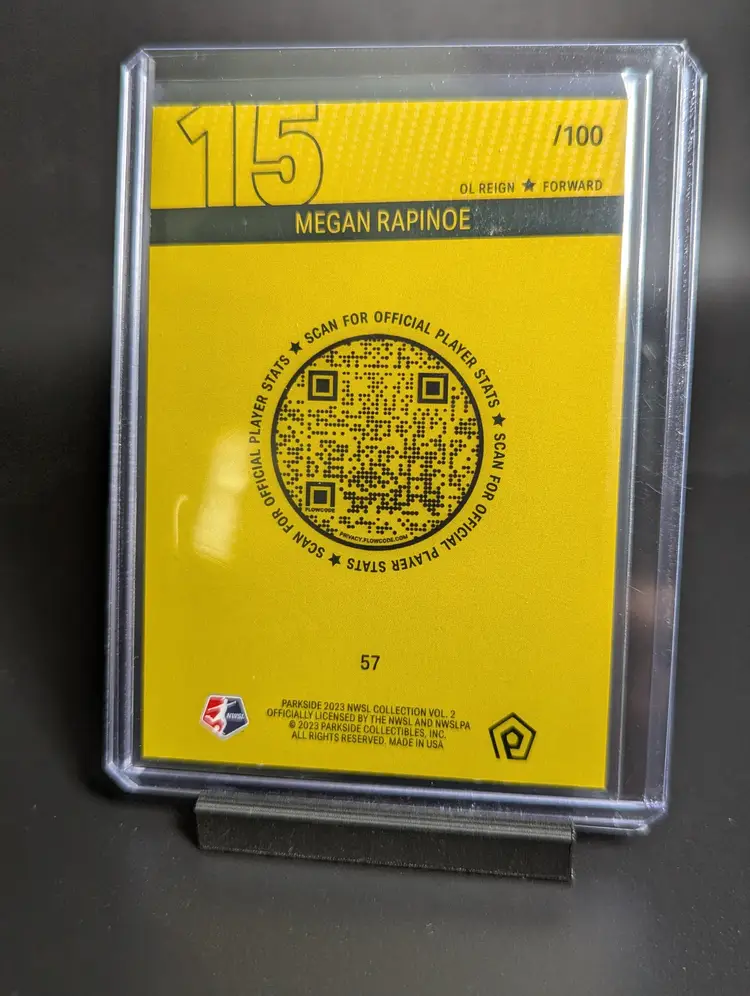 15
/100
OL REIGN ★ FORWARD
MEGAN RAPINOE
SCAN FOR OFFICIAL PLAYER STATS ★ SCAN FOR OFFICIAL PLAYER STATS ★ SCAN FOR OFFICIAL PLAYER STATS ★
FLOWCODE
PRIVACY.FLOWCODE.COM
57
NWSL
PARKSIDE 2023 NWSL COLLECTION VOL. 2
OFFICIALLY LICENSED BY THE NWSL AND NWSLPA
© 2023 PARKSIDE COLLECTIBLES, INC.
ALL RIGHTS RESERVED. MADE IN USA